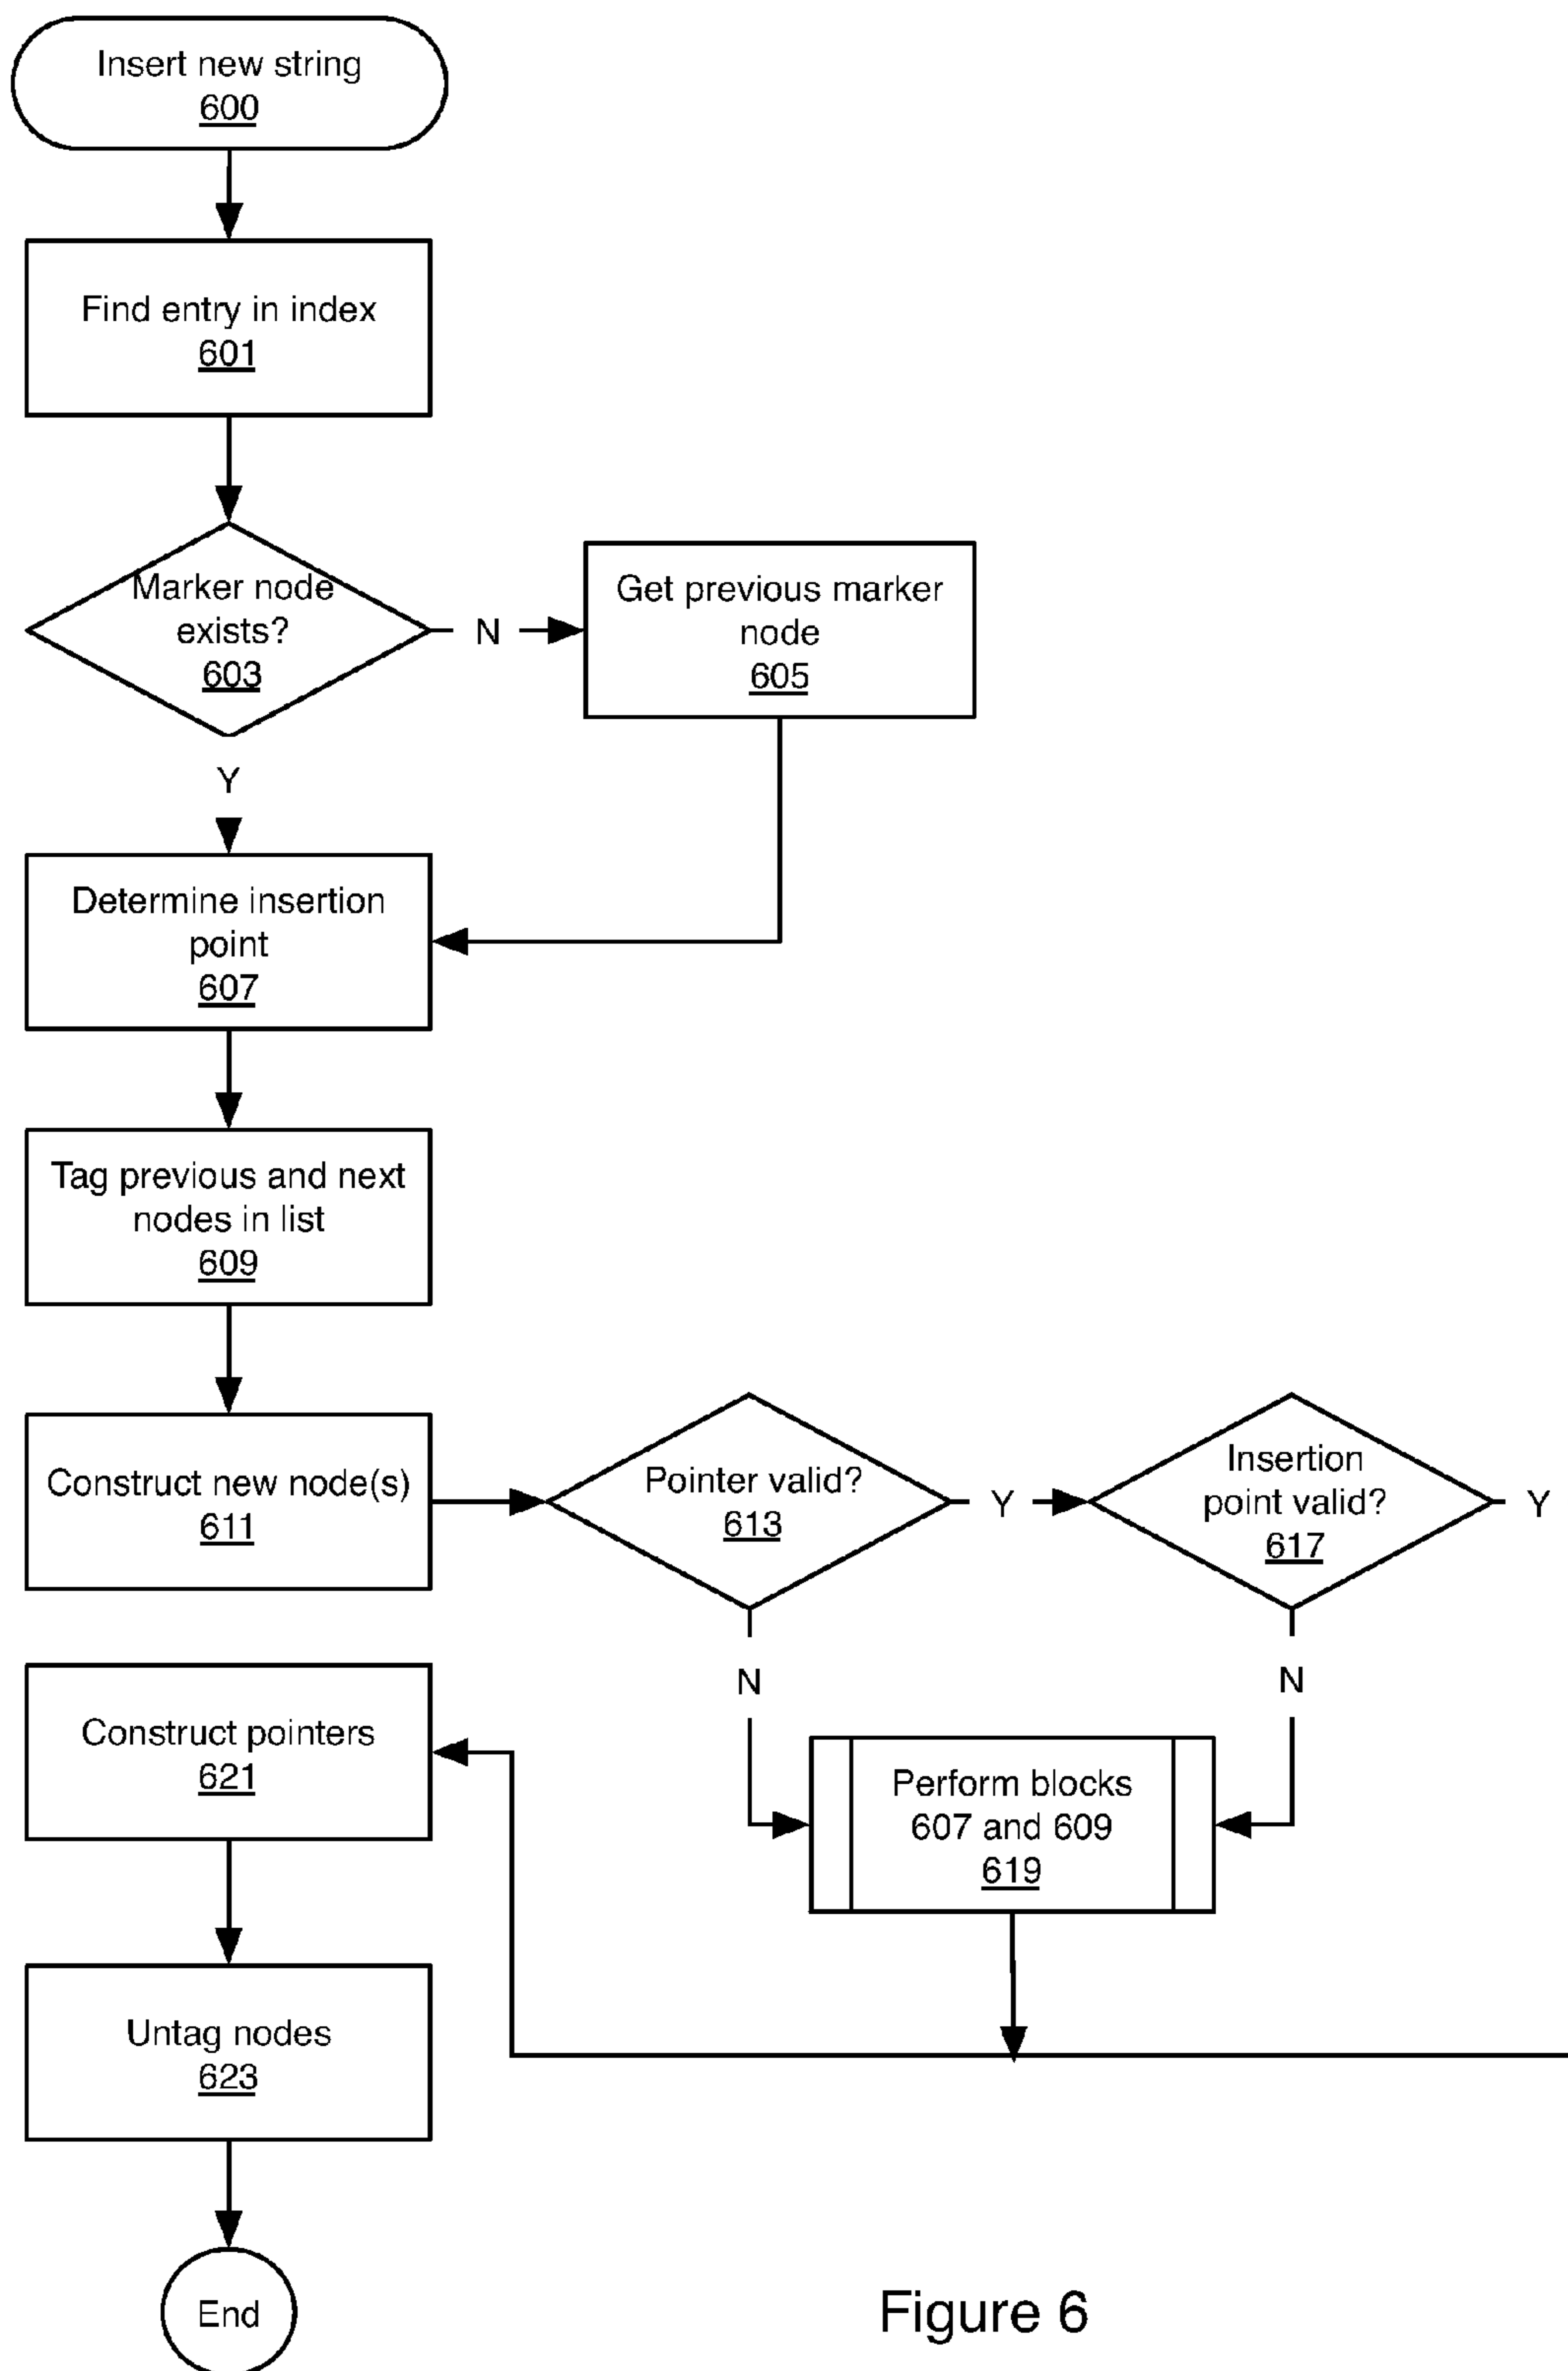 Insert new string
600
Find entry in index
601
Marker node
exists?
603
N
Get previous marker
node
605
Y
Determine insertion
point
607
Tag previous and next
nodes in list
609
Construct new node(s)
611
Pointer valid?
613
Y
Insertion
point valid?
617
Y
N
N
Perform blocks
607 and 609
619
Construct pointers
621
Untag nodes
623
End
Figure 6